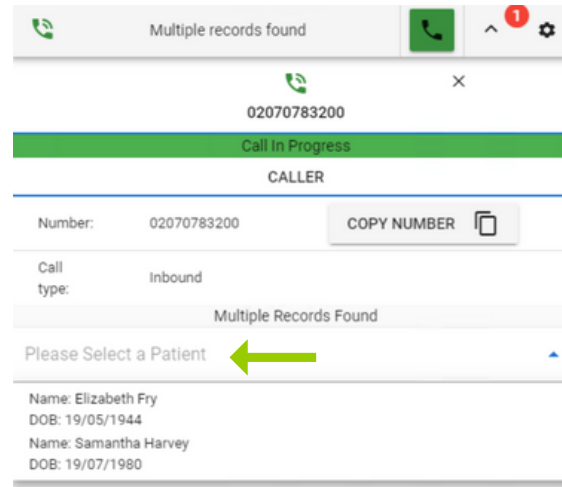 Multiple records found
1
02070783200
Call In Progress
CALLER
Number: 02070783200 COPY NUMBER
Call
type: Inbound
Multiple Records Found
Please Select a Patient
Name: Elizabeth Fry
DOB: 19/05/1944
Name: Samantha Harvey
DOB: 19/07/1980